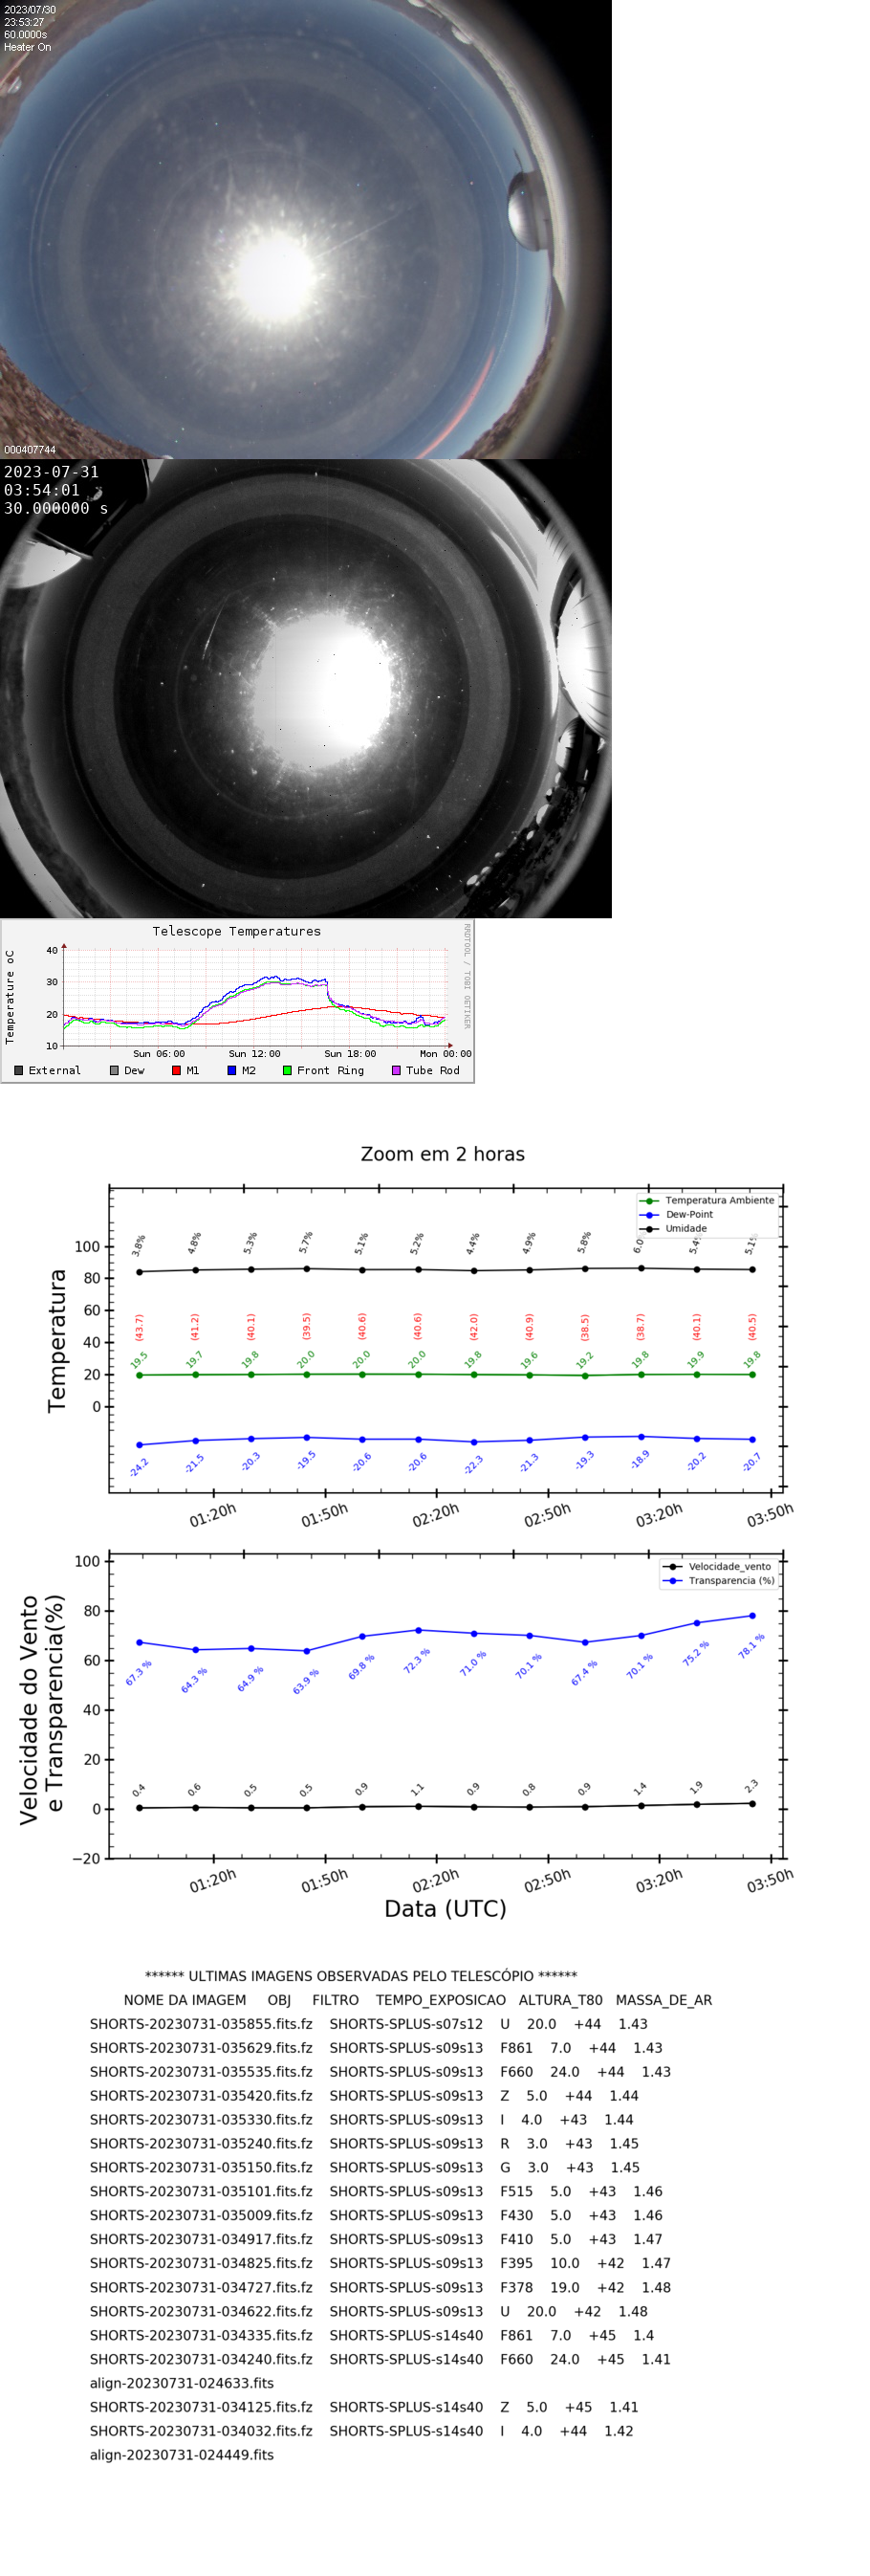 2023/07/30
23:53:27
60.0000s
Heater On
000407744
2023-07-31
03:54:01
30.000000 s
Telescope Temperatures
RRDTOOL / TOBI OETIKER
Temperature oC
40
30
20
10
Sun 06:00 Sun 12:00 Sun 18:00 Mon 00:00
External Dew M1 M2 Front Ring Tube Rod
Zoom em 2 horas
Temperatura Ambiente
Dew-Point
Umidade
Temperatura
100
80
60
40
20
0
3.8% 4.8% 5.3% 5.7% 5.1% 5.2% 4.4% 4.9% 5.8% 6.0 5.4 5.1
(43.7) (41.2) (40.1) (39.5) (40.6) (40.6) (42.0) (40.9) (38.5) (38.7) (40.1) (40.5)
19.5 19.7 19.8 20.0 20.0 20.0 19.8 19.6 19.2 19.8 19.9 19.8
-24.2 -21.5 -20.3 -19.5 -20.6 -20.6 -22.3 -21.3 -19.3 -18.9 -20.2 -20.7
01:20h 01:50h 02:20h 02:50h 03:20h 03:50h
Velocidade_vento
Transparencia (%)
Velocidade do Vento
e Transparencia(%)
100
80
60
40
20
0
−20
67.3 % 64.3 % 64.9 % 63.9 % 69.8 % 72.3 % 71.0 % 70.1 % 67.4 % 70.1 % 75.2 % 78.1 %
0.4 0.6 0.5 0.5 0.9 1.1 0.9 0.8 0.9 1.4 1.9 2.3
01:20h 01:50h 02:20h 02:50h 03:20h 03:50h
Data (UTC)
****** ULTIMAS IMAGENS OBSERVADAS PELO TELESCÓPIO ******
NOME DA IMAGEM OBJ FILTRO TEMPO_EXPOSICAO ALTURA_T80 MASSA_DE_AR
SHORTS-20230731-035855.fits.fz SHORTS-SPLUS-s07s12 U 20.0 +44 1.43
SHORTS-20230731-035629.fits.fz SHORTS-SPLUS-s09s13 F861 7.0 +44 1.43
SHORTS-20230731-035535.fits.fz SHORTS-SPLUS-s09s13 F660 24.0 +44 1.43
SHORTS-20230731-035420.fits.fz SHORTS-SPLUS-s09s13 Z 5.0 +44 1.44
SHORTS-20230731-035330.fits.fz SHORTS-SPLUS-s09s13 I 4.0 +43 1.44
SHORTS-20230731-035240.fits.fz SHORTS-SPLUS-s09s13 R 3.0 +43 1.45
SHORTS-20230731-035150.fits.fz SHORTS-SPLUS-s09s13 G 3.0 +43 1.45
SHORTS-20230731-035101.fits.fz SHORTS-SPLUS-s09s13 F515 5.0 +43 1.46
SHORTS-20230731-035009.fits.fz SHORTS-SPLUS-s09s13 F430 5.0 +43 1.46
SHORTS-20230731-034917.fits.fz SHORTS-SPLUS-s09s13 F410 5.0 +43 1.47
SHORTS-20230731-034825.fits.fz SHORTS-SPLUS-s09s13 F395 10.0 +42 1.47
SHORTS-20230731-034727.fits.fz SHORTS-SPLUS-s09s13 F378 19.0 +42 1.48
SHORTS-20230731-034622.fits.fz SHORTS-SPLUS-s09s13 U 20.0 +42 1.48
SHORTS-20230731-034335.fits.fz SHORTS-SPLUS-s14s40 F861 7.0 +45 1.4
SHORTS-20230731-034240.fits.fz SHORTS-SPLUS-s14s40 F660 24.0 +45 1.41
align-20230731-024633.fits
SHORTS-20230731-034125.fits.fz SHORTS-SPLUS-s14s40 Z 5.0 +45 1.41
SHORTS-20230731-034032.fits.fz SHORTS-SPLUS-s14s40 I 4.0 +44 1.42
align-20230731-024449.fits